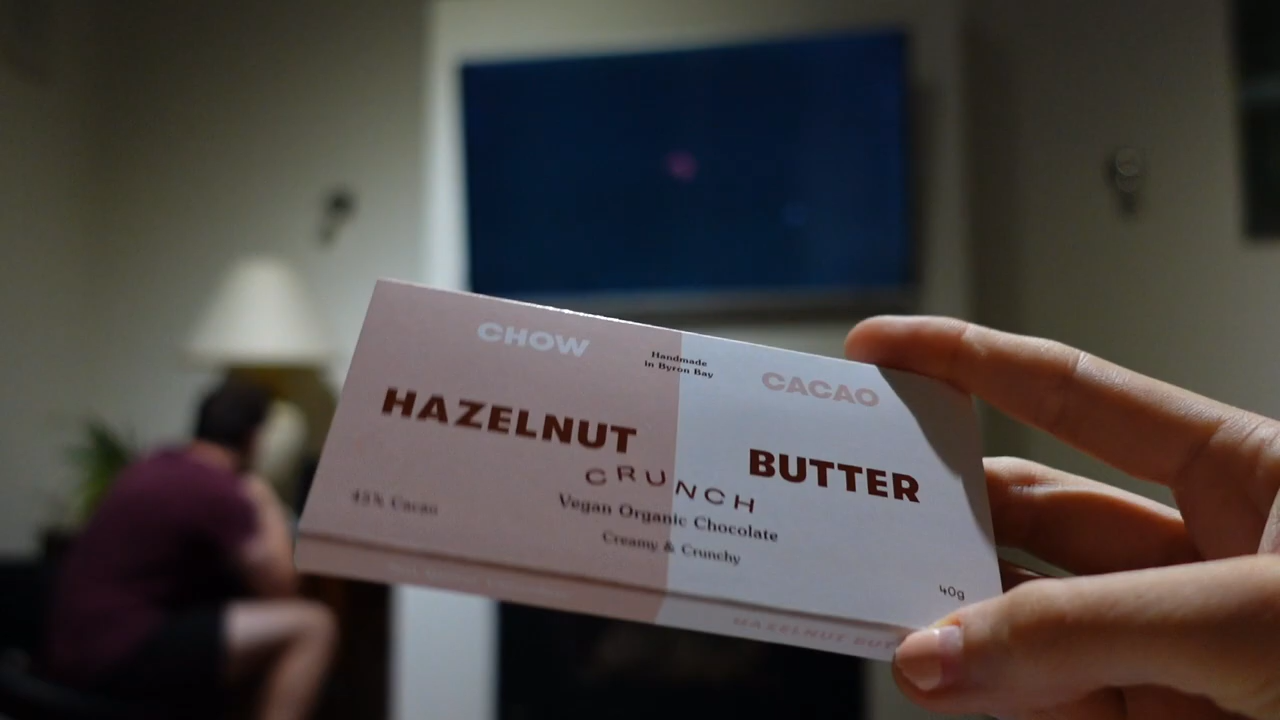 CHOW
Handmade
in Byron Bay
CACAO
HAZELNUT
BUTTER
CRUNCH
Vegan Organic Chocolate
Creamy & Crunchy
45% Cacao
40g
HAZELNUT BUT